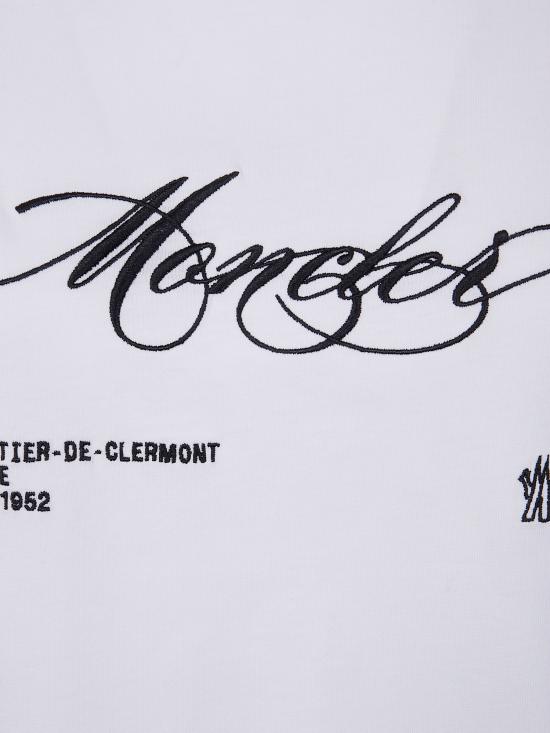 Moncler
TIER-DE-CLERMONT
E
1952